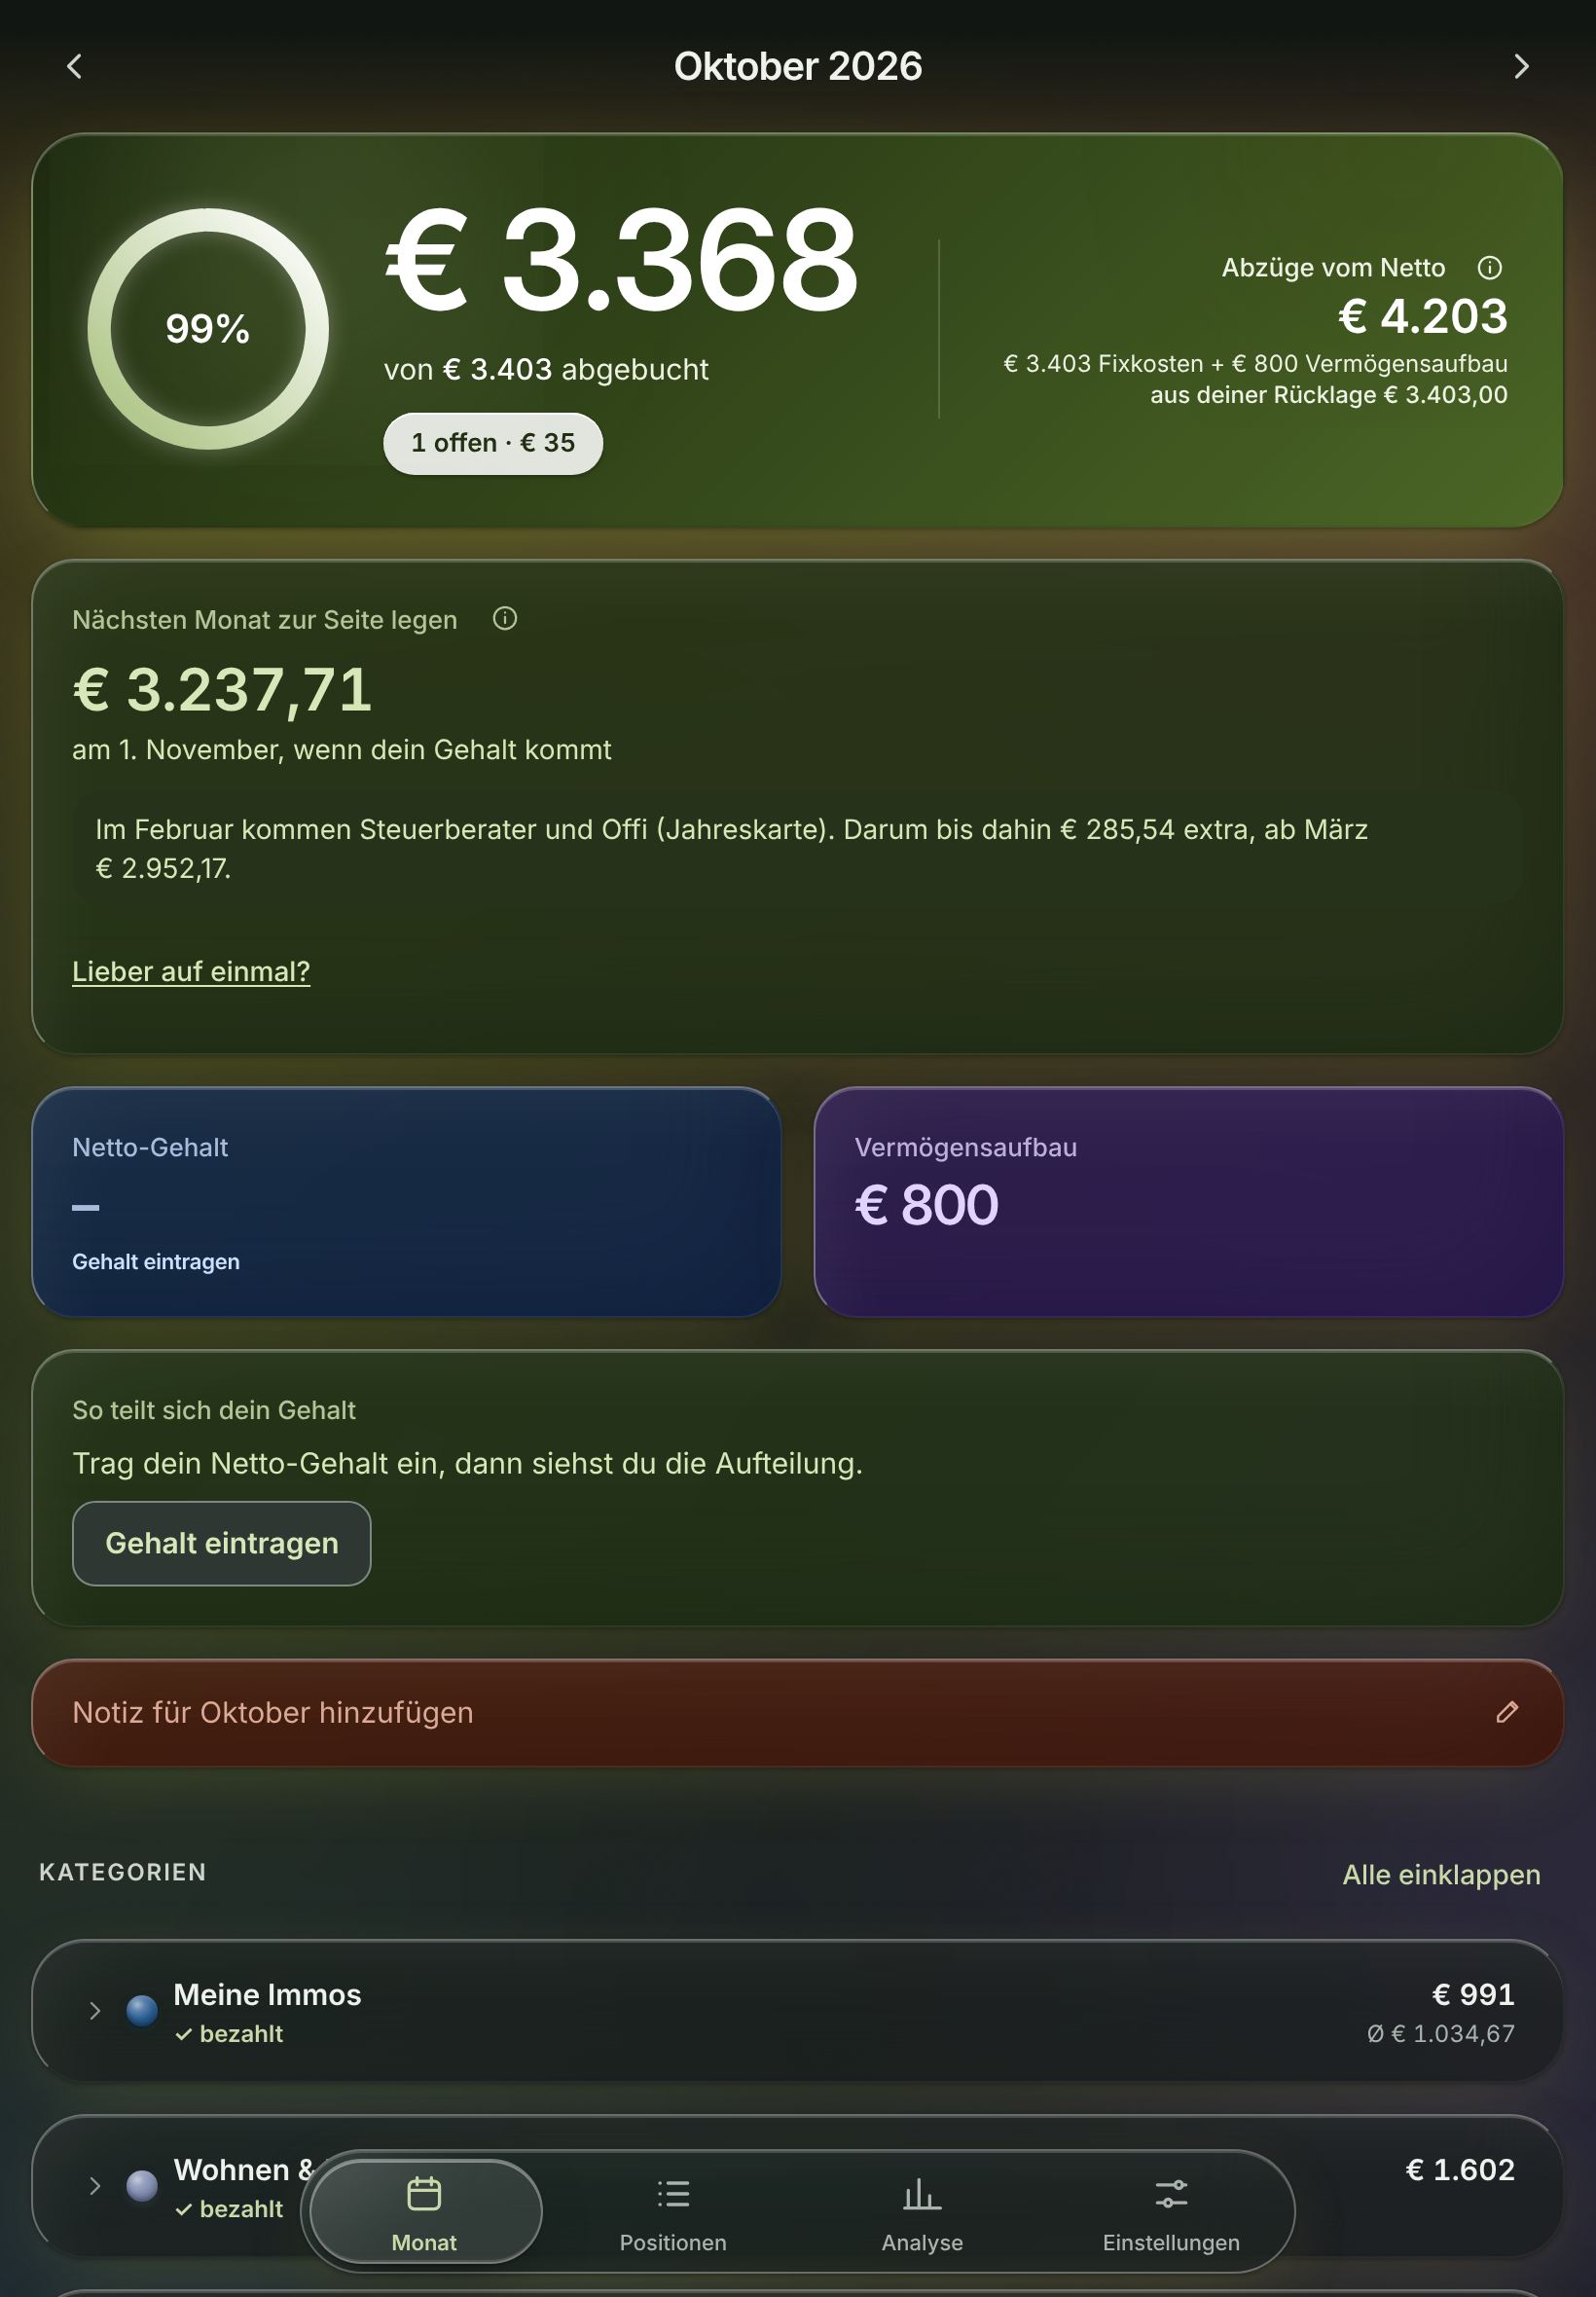 Oktober 2026
99%
€ 3.368
von € 3.403 abgebucht
1 offen · € 35
Abzüge vom Netto
€ 4.203
€ 3.403 Fixkosten + € 800 Vermögensaufbau
aus deiner Rücklage € 3.403,00
Nächsten Monat zur Seite legen
€ 3.237,71
am 1. November, wenn dein Gehalt kommt
Im Februar kommen Steuerberater und Offi (Jahreskarte). Darum bis dahin € 285,54 extra, ab März
€ 2.952,17.
Lieber auf einmal?
Netto-Gehalt
–
Gehalt eintragen
Vermögensaufbau
€ 800
So teilt sich dein Gehalt
Trag dein Netto-Gehalt ein, dann siehst du die Aufteilung.
Gehalt eintragen
Notiz für Oktober hinzufügen
KATEGORIEN
Alle einklappen
Meine Immos
✓ bezahlt
€ 991
Ø € 1.034,67
Wohnen &
✓ bezahlt
€ 1.602
Monat
Positionen
Analyse
Einstellungen